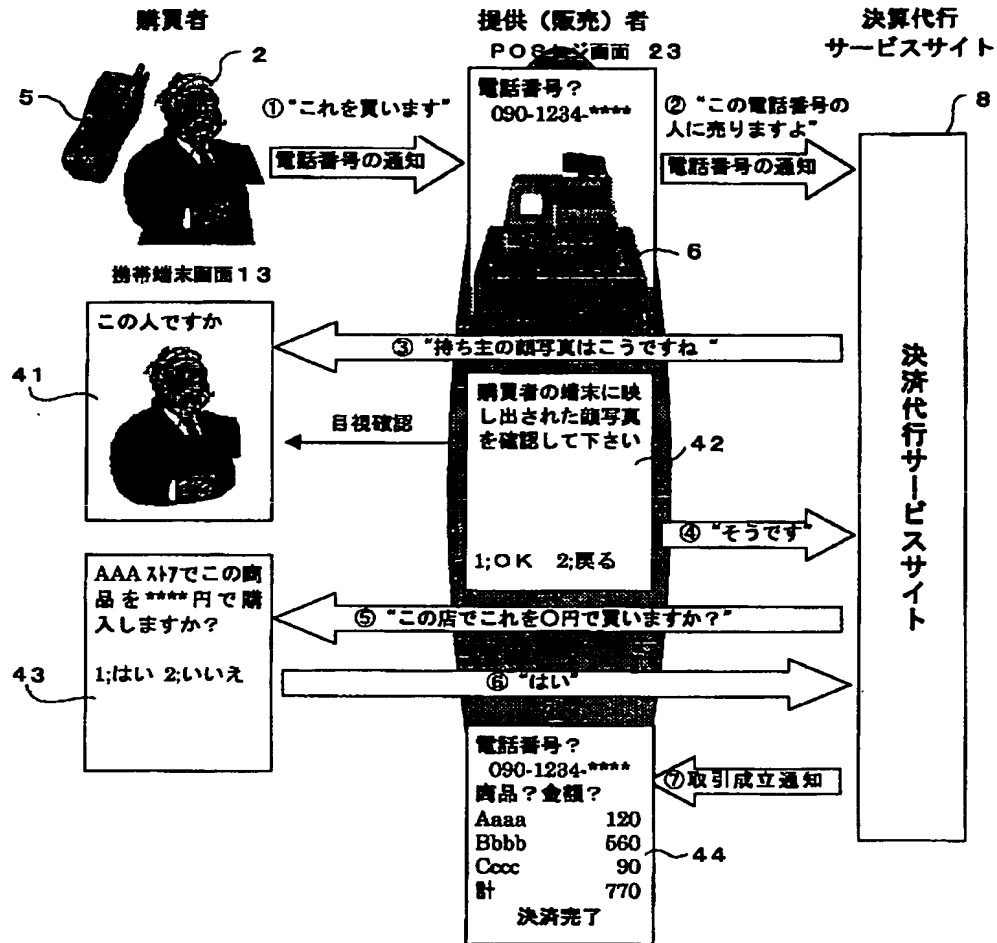 購買者
提供（販売）者
決算代行
サービスサイト
POSレジ画面 23
2
5
①“これを買います”
電話番号の通知
電話番号？
090-1234-****
②“この電話番号の
人に売りますよ”
電話番号の通知
8
6
携帯端末画面13
この人ですか
41
③“持ち主の顔写真はこうですね ”
目視確認
購買者の端末に映
し出された顔写真
を確認して下さい
42
1;OK 2;戻る
④“そうです”
決済代行サービスサイト
AAAストアでこの商
品を****円で購
入しますか？
1;はい 2;いいえ
43
⑤“この店でこれを〇円で買いますか？”
⑥“はい”
電話番号？
090-1234-****
商品？金額？
Aaaa 120
Bbbb 560
Cccc 90
計 770
決済完了
44
⑦取引成立通知